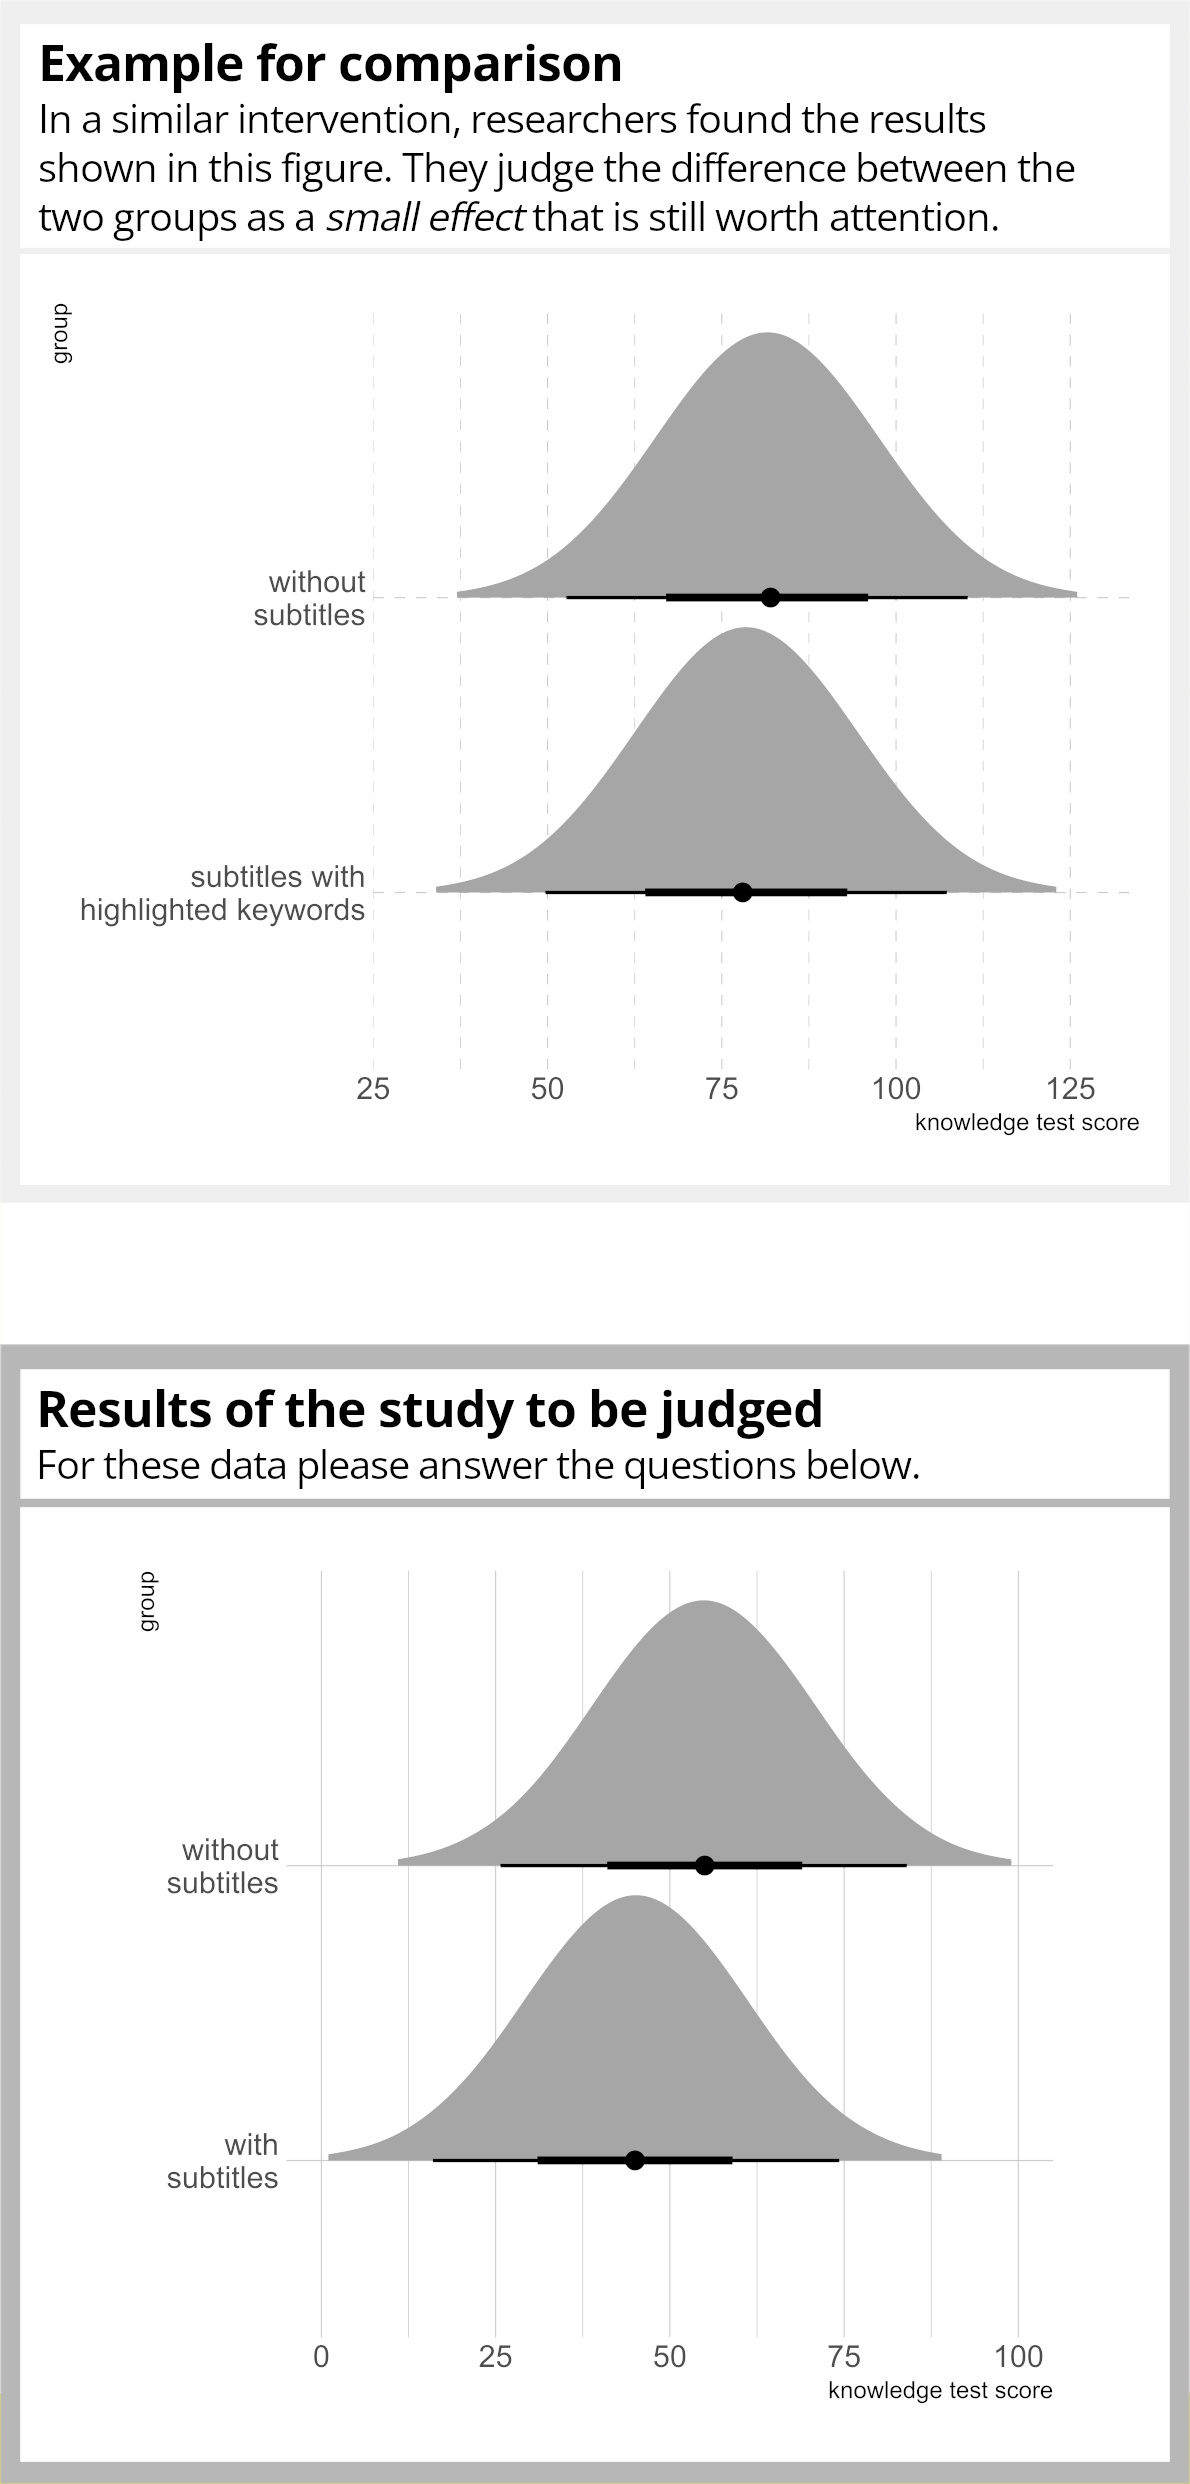 Example for comparison
In a similar intervention, researchers found the results
shown in this figure. They judge the difference between the
two groups as a small effect that is still worth attention.
group
without
subtitles
subtitles with
highlighted keywords
25 50 75 100 125
knowledge test score
Results of the study to be judged
For these data please answer the questions below.
group
without
subtitles
with
subtitles
0 25 50 75 100
knowledge test score